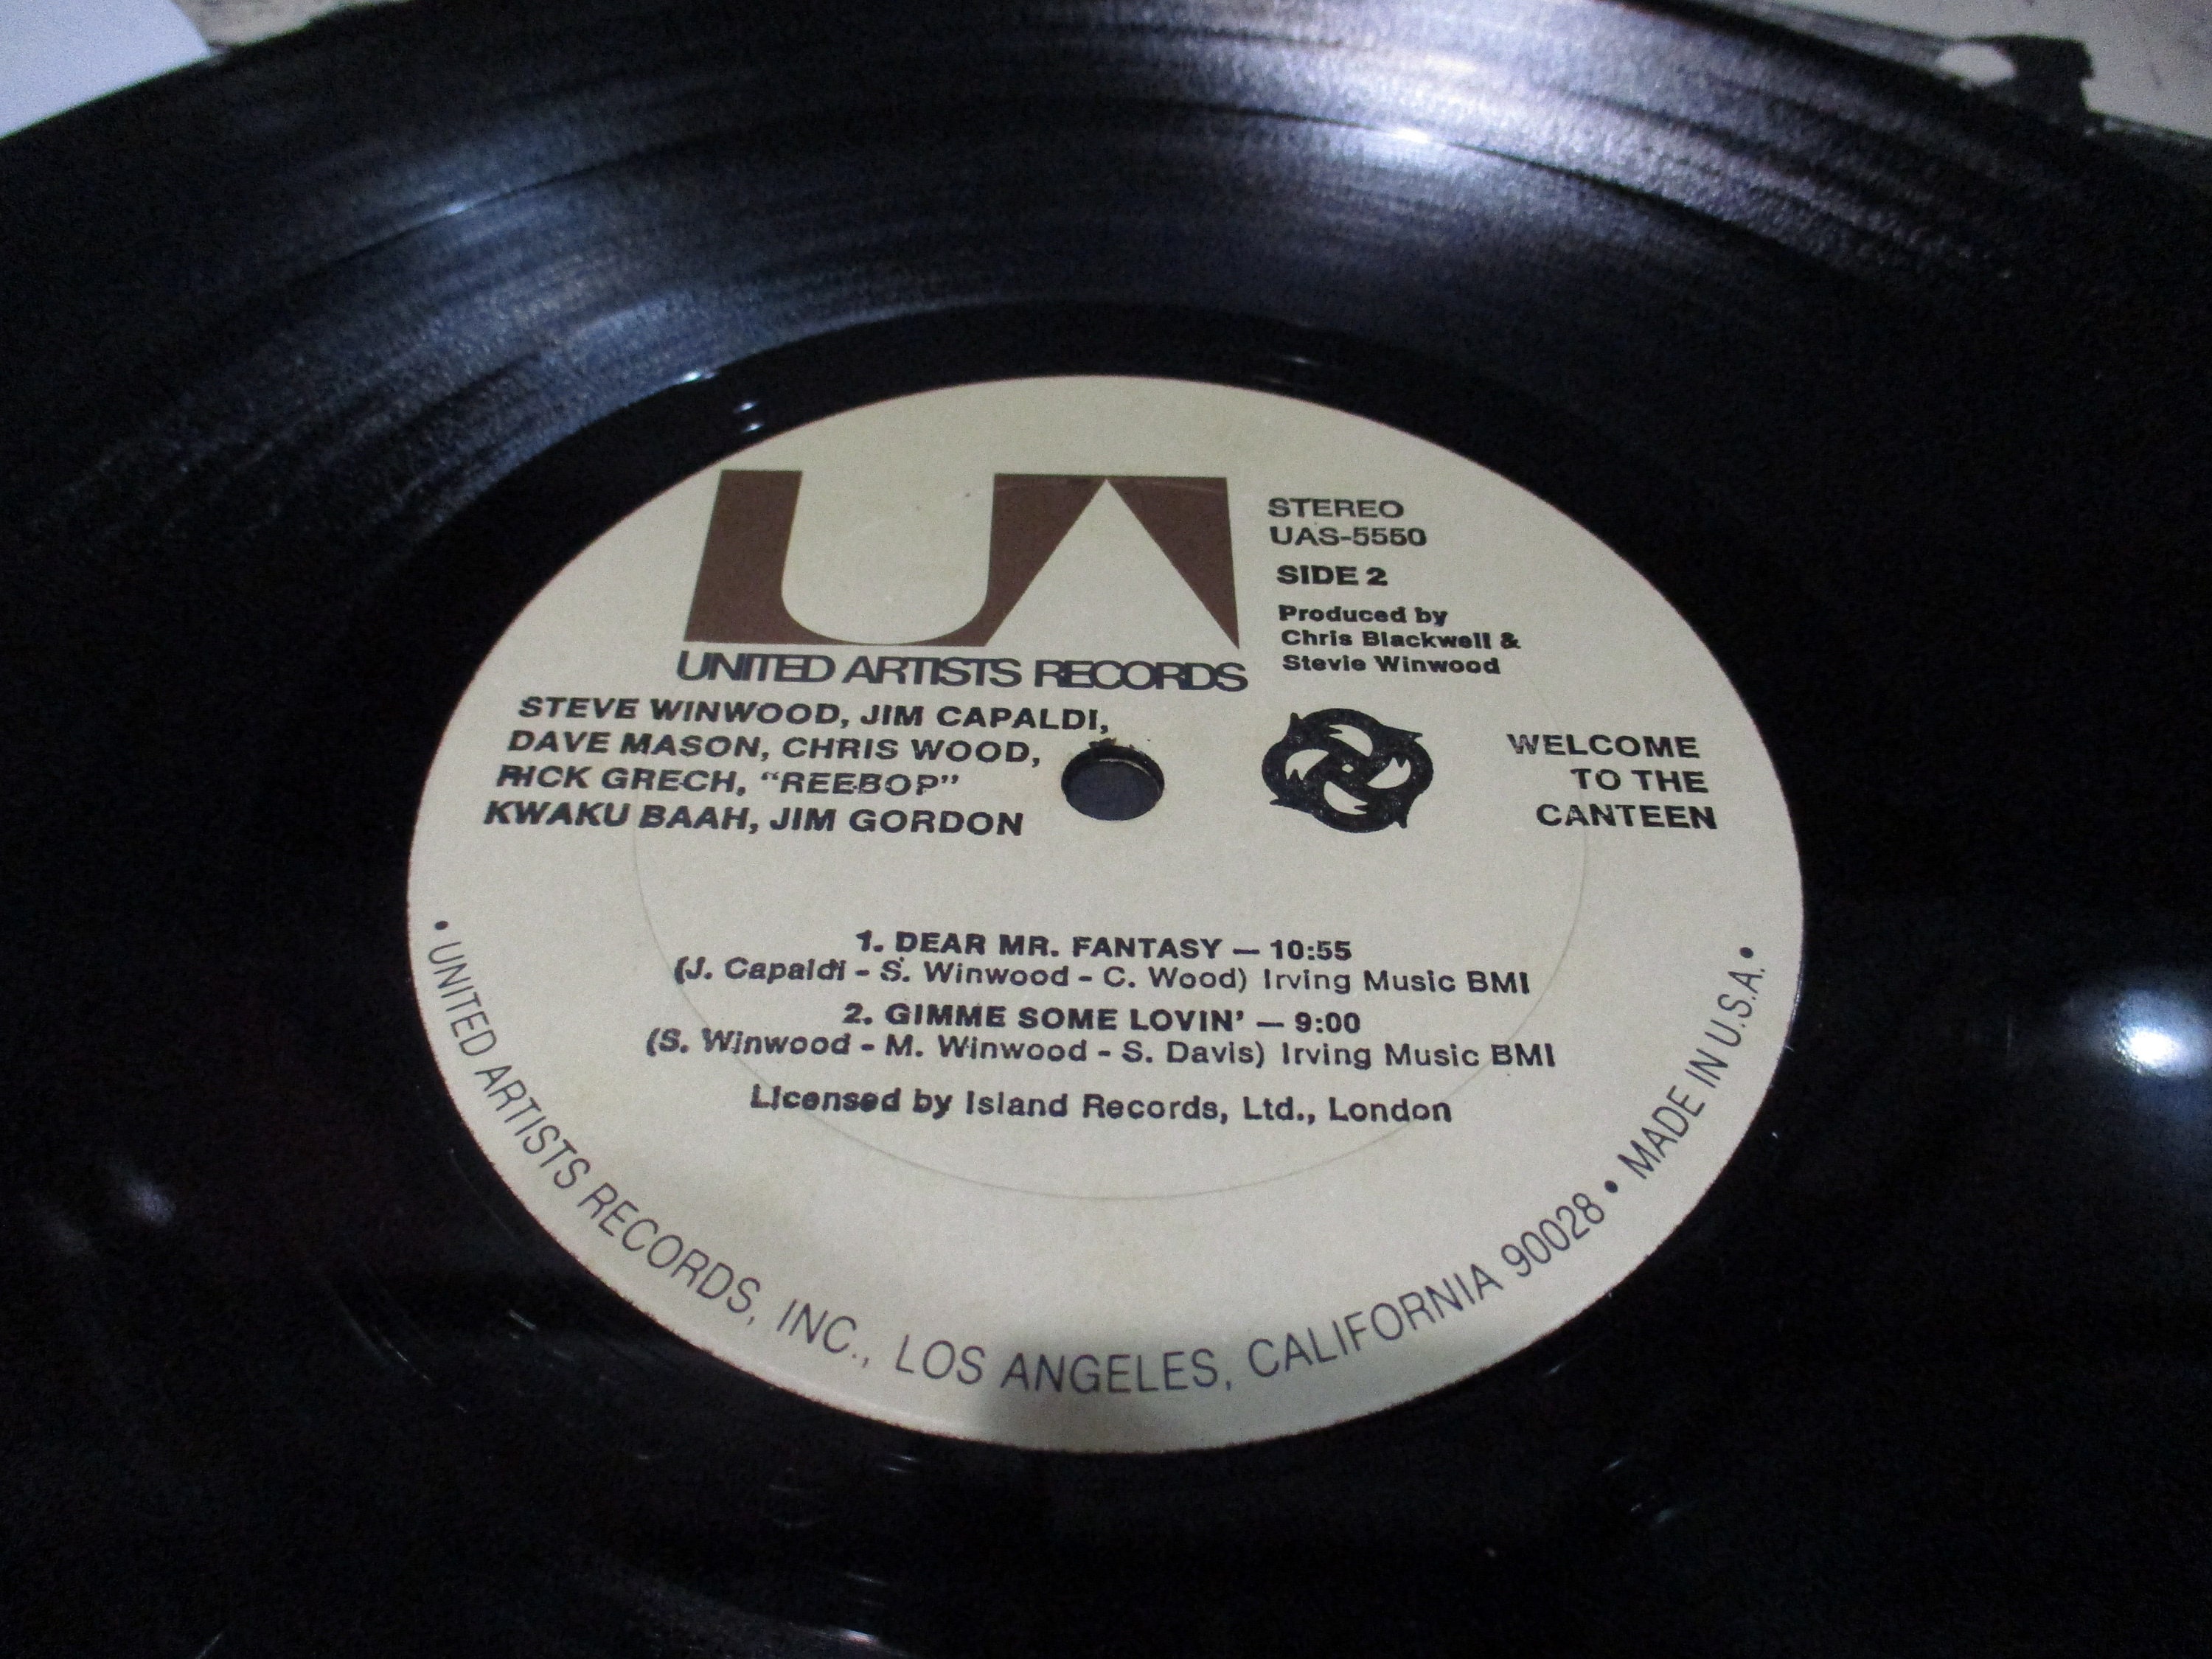 UA
UNITED ARTISTS RECORDS
STEREO
UAS-5550
SIDE 2
Produced by
Chris Blackwell &
Stevie Winwood
STEVE WINWOOD, JIM CAPALDI,
DAVE MASON, CHRIS WOOD,
RICK GRECH, “REEBOP”
KWAKU BAAH, JIM GORDON
WELCOME
TO THE
CANTEEN
1. DEAR MR. FANTASY — 10:55
(J. Capaldi - S. Winwood - C. Wood) Irving Music BMI
2. GIMME SOME LOVIN’ — 9:00
(S. Winwood - M. Winwood - S. Davis) Irving Music BMI
Licensed by Island Records, Ltd., London
• UNITED ARTISTS RECORDS, INC., LOS ANGELES, CALIFORNIA 90028 • MADE IN U.S.A. •